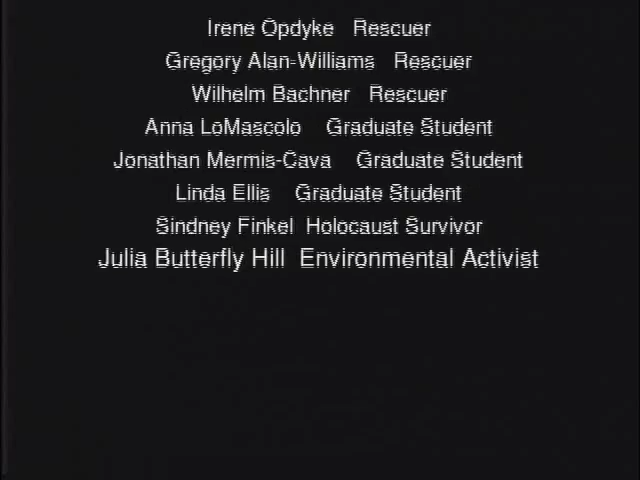 Irene Opdyke Rescuer
Gregory Alan-Williams Rescuer
Wilhelm Bachner Rescuer
Anna LoMascolo Graduate Student
Jonathan Mermis-Cava Graduate Student
Linda Ellis Graduate Student
Sindney Finkel Holocaust Survivor
Julia Butterfly Hill Environmental Activist